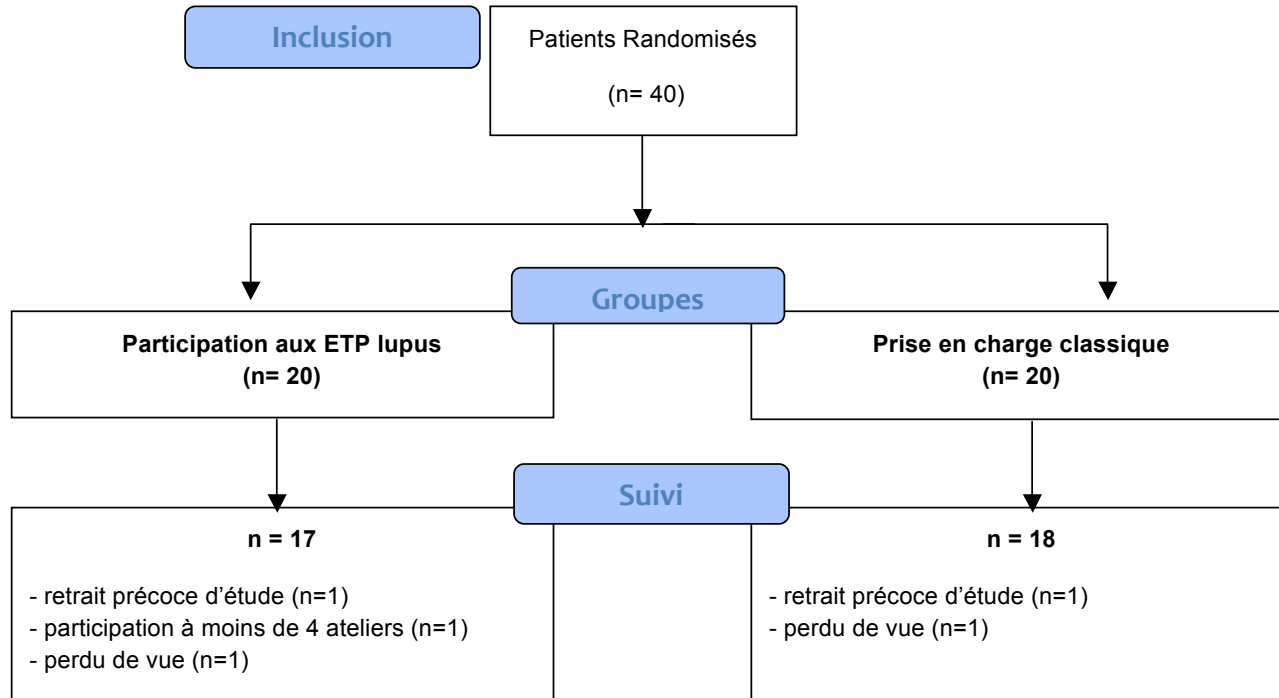 Inclusion
Patients Randomisés
(n= 40)
Groupes
Participation aux ETP lupus
(n= 20)
Prise en charge classique
(n= 20)
Suivi
n = 17
- retrait précoce d'étude (n=1)
- participation à moins de 4 ateliers (n=1)
- perdu de vue (n=1)
n = 18
- retrait précoce d'étude (n=1)
- perdu de vue (n=1)